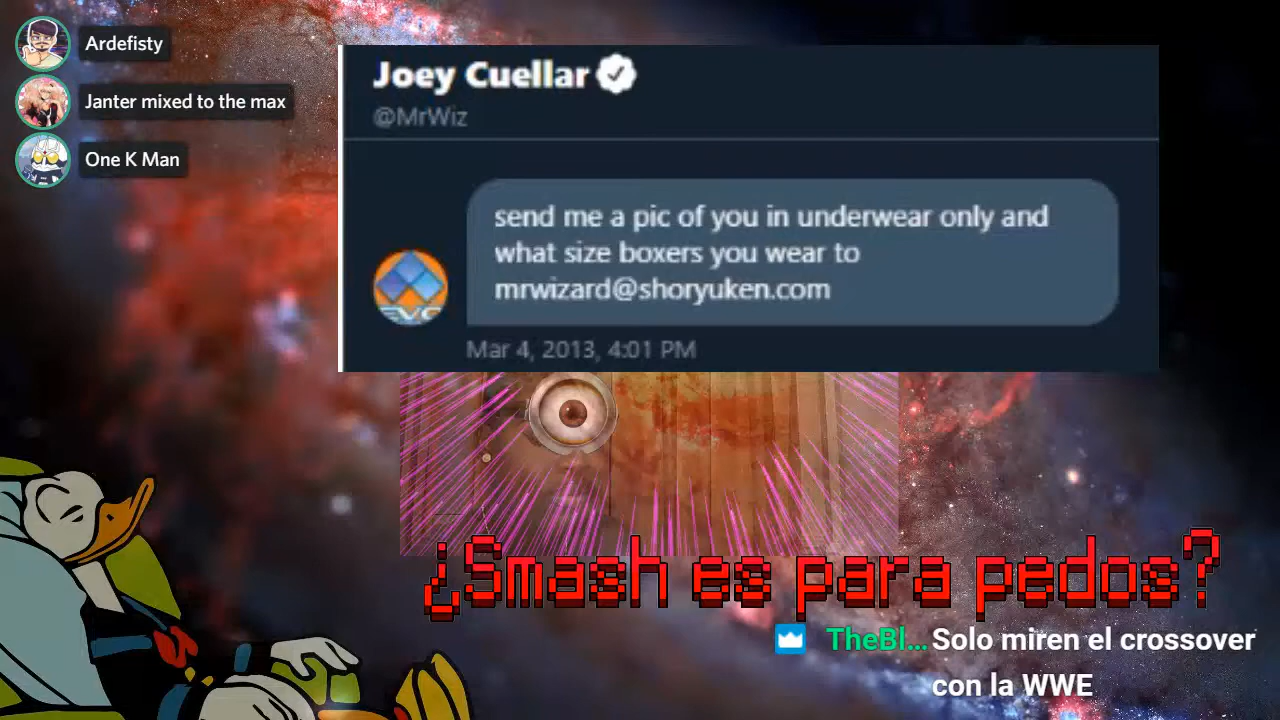 Ardefisty
Janter mixed to the max
One K Man
Joey Cuellar
@MrWiz
send me a pic of you in underwear only and
what size boxers you wear to
mrwizard@shoryuken.com
EVO
Mar 4, 2013, 4:01 PM
¿Smash es para pedos?
TheBl... Solo miren el crossover
con la WWE